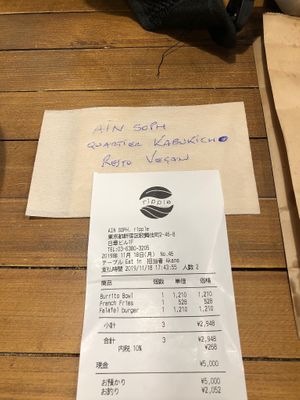 AIN SOPH
QUARTIER KABUKICHO
RESTO VEGAN
ripple
AIN SOPH. ripple
東京都新宿区歌舞伎町2-46-8
日章ビル1F
TEL:03-6380-3205
2019年 11月18日(月) No.46
テーブル Eat in 担当者 Akane
支払時間 2019/11/18 17:43:55 人数 2
個数 単価 価格
Burrito Bowl 1 1,210 1,210
French Fries 1 528 528
Falafel burger 1 1,210 1,210
小計 3 ¥2,948
合計 3 ¥2,948
内税 10% ¥268
現金 ¥5,000
お預かり ¥5,000
お釣り ¥2,052